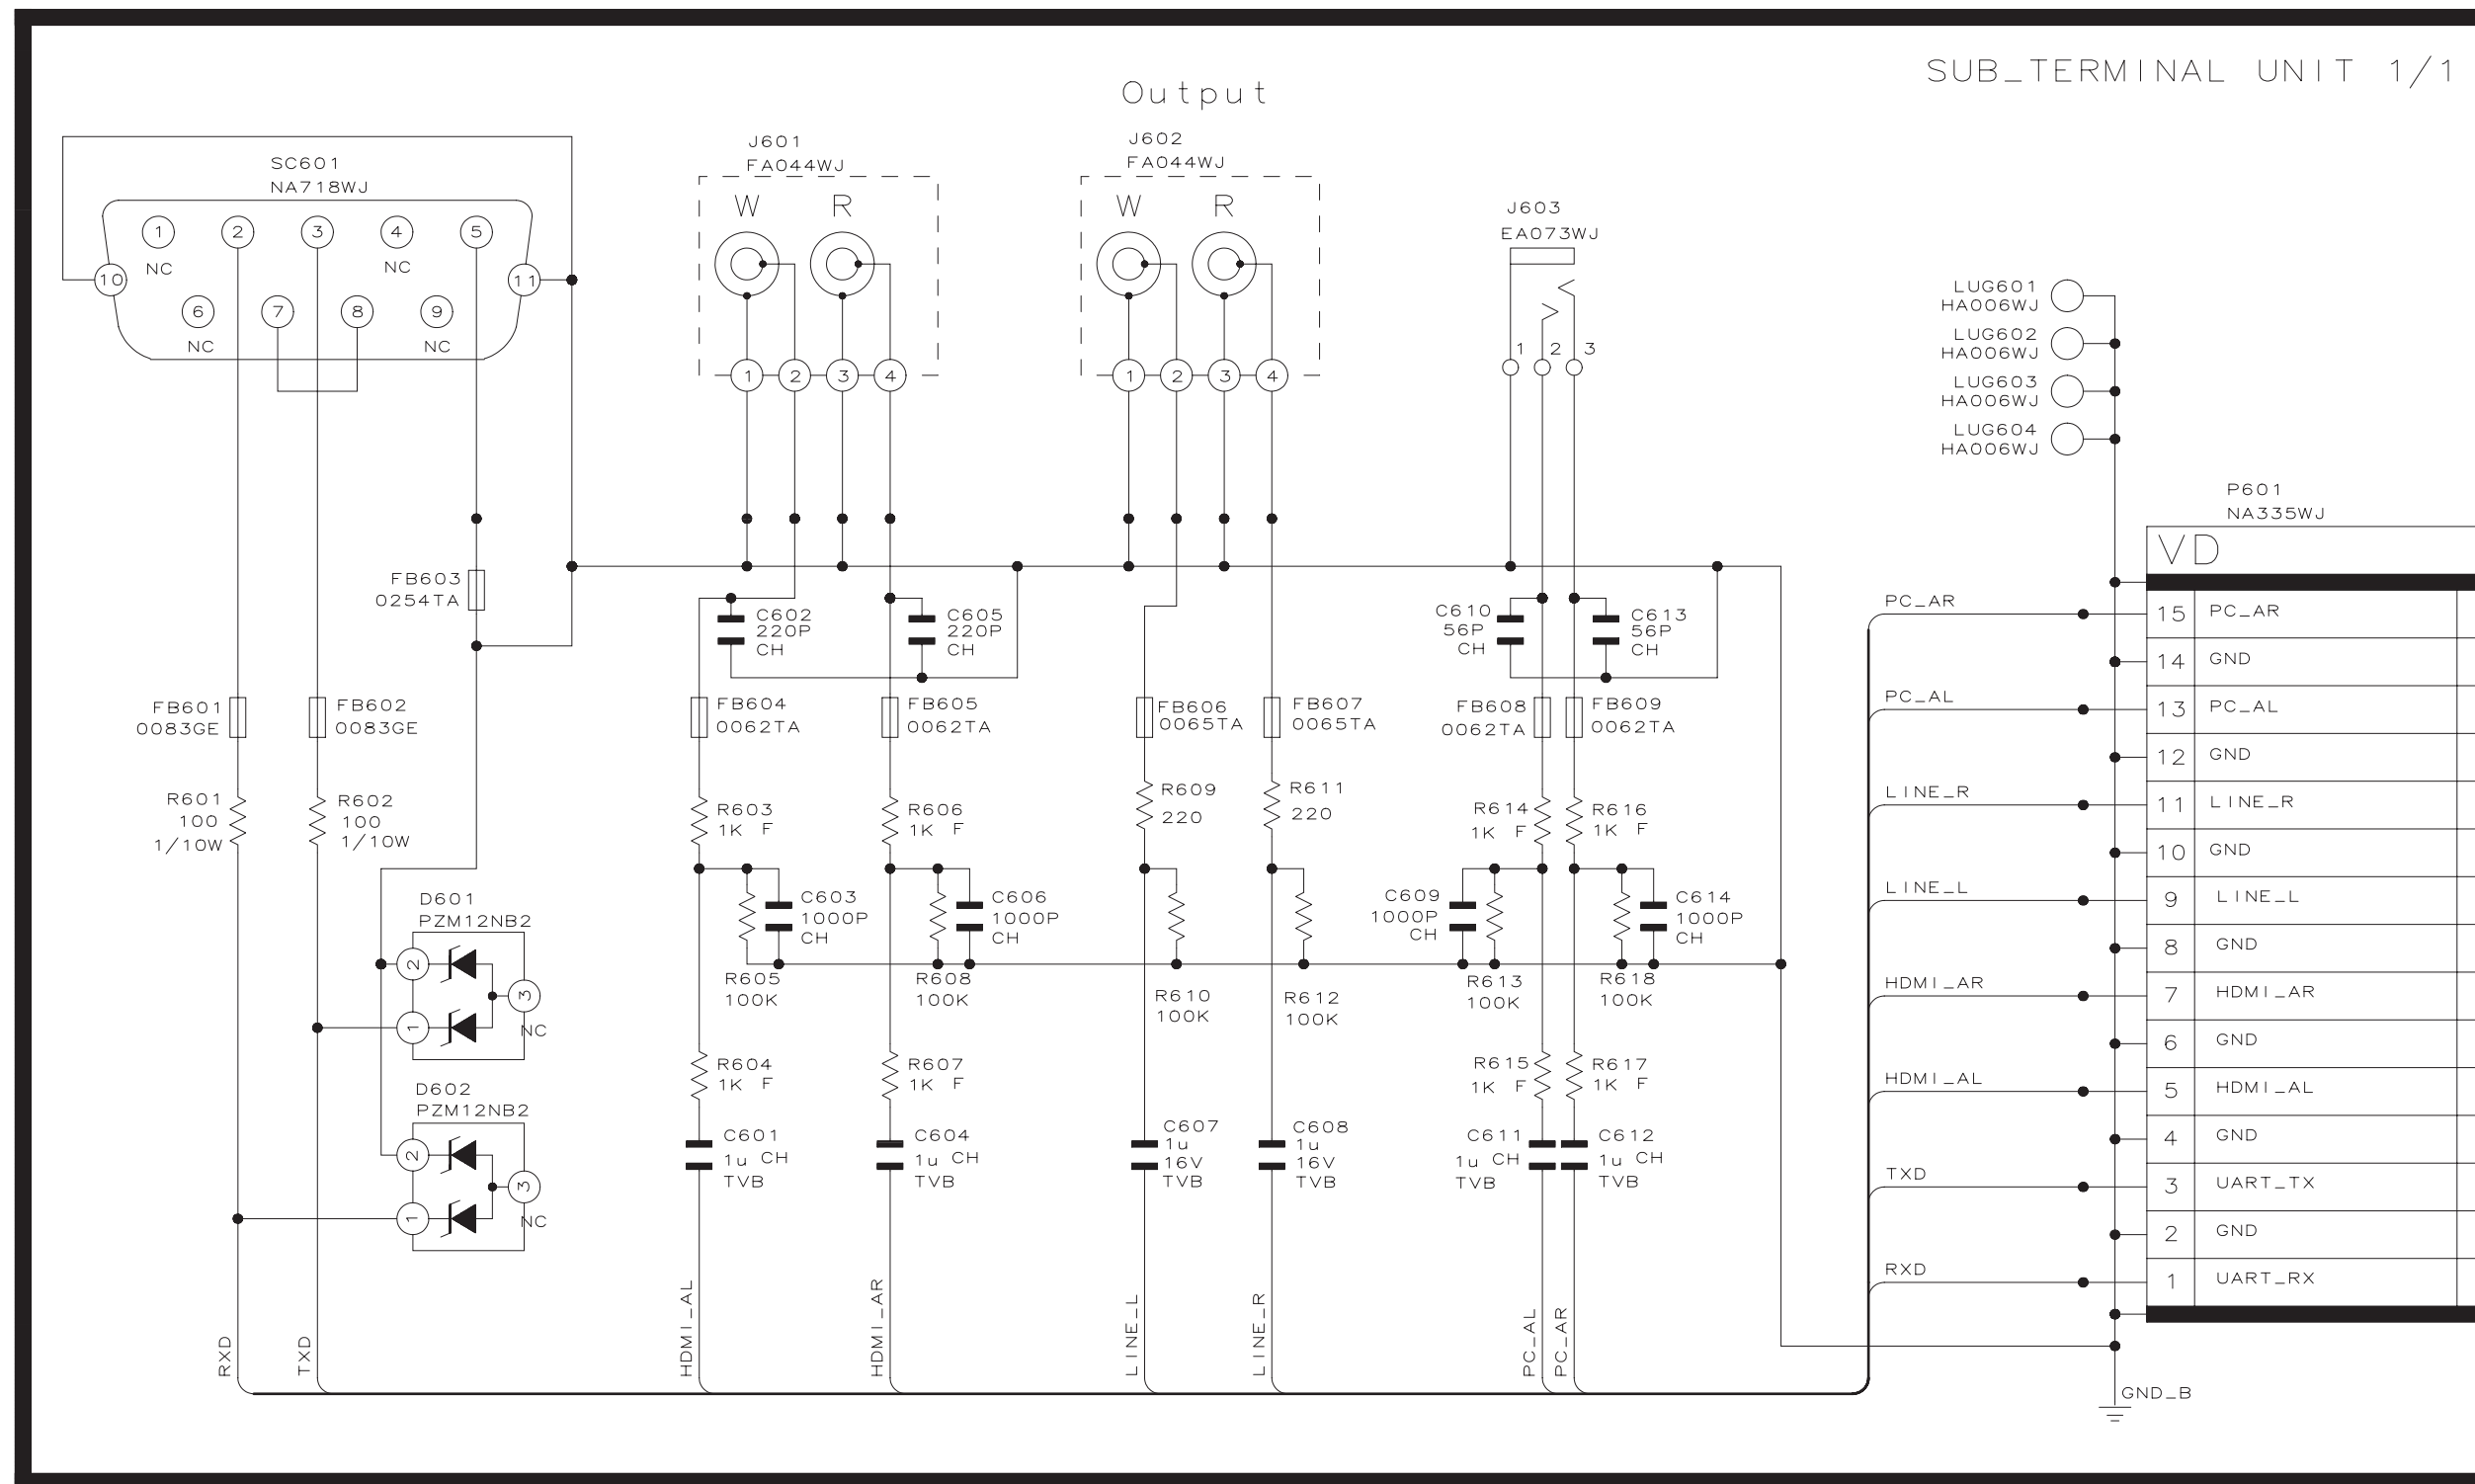 SUB_TERMINAL UNIT 1/1
Output
SC601
NA718WJ
1
2
3
4
5
NC
NC
10
11
6
7
8
9
NC
NC
J601
FA044WJ
W R
1 2 3 4
J602
FA044WJ
W R
1 2 3 4
J603
EA073WJ
1 2 3
LUG601
HA006WJ
LUG602
HA006WJ
LUG603
HA006WJ
LUG604
HA006WJ
FB603
0254TA
FB601
0083GE
FB602
0083GE
R601
100
1/10W
R602
100
1/10W
D601
PZM12NB2
2
1
3
NC
D602
PZM12NB2
2
1
3
NC
C602
220P
CH
C605
220P
CH
FB604
0062TA
FB605
0062TA
R603
1K F
R606
1K F
C603
1000P
CH
C606
1000P
CH
R605
100K
R608
100K
R604
1K F
R607
1K F
C601
1u CH
TVB
C604
1u CH
TVB
FB606
0065TA
FB607
0065TA
R609
220
R611
220
R610
100K
R612
100K
C607
1u
16V
TVB
C608
1u
16V
TVB
C610
56P
CH
C613
56P
CH
FB608
0062TA
FB609
0062TA
R614
1K F
R616
1K F
C609
1000P
CH
C614
1000P
CH
R613
100K
R618
100K
R615
1K F
R617
1K F
C611
1u CH
TVB
C612
1u CH
TVB
RXD
TXD
HDMI_AL
HDMI_AR
LINE_L
LINE_R
PC_AL
PC_AR
P601
NA335WJ
VD
PC_AR 15 PC_AR
14 GND
PC_AL 13 PC_AL
12 GND
LINE_R 11 LINE_R
10 GND
LINE_L 9 LINE_L
8 GND
HDMI_AR 7 HDMI_AR
6 GND
HDMI_AL 5 HDMI_AL
4 GND
TXD 3 UART_TX
2 GND
RXD 1 UART_RX
GND_B